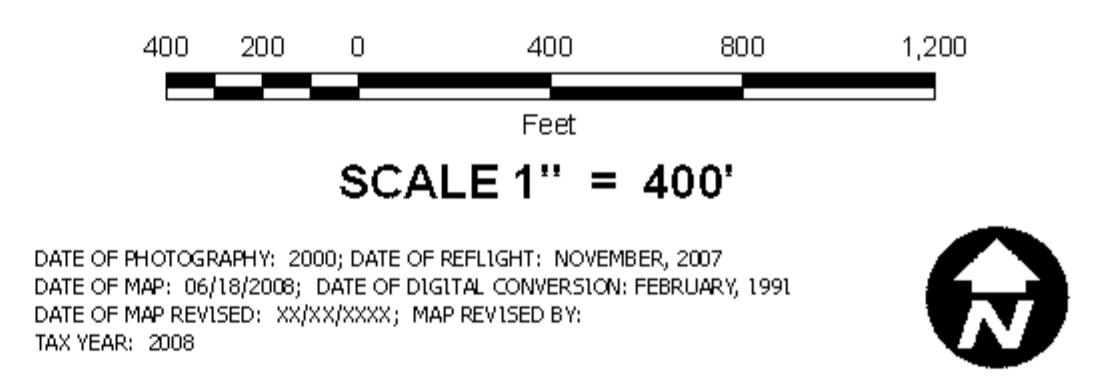 400 200 0 400 800 1,200
Feet
SCALE 1" = 400'
DATE OF PHOTOGRAPHY: 2000; DATE OF REFLIGHT: NOVEMBER, 2007
DATE OF MAP: 06/18/2008; DATE OF DIGITAL CONVERSION: FEBRUARY, 1991
DATE OF MAP REVISED: XX/XX/XXXX; MAP REVISED BY:
TAX YEAR: 2008
N